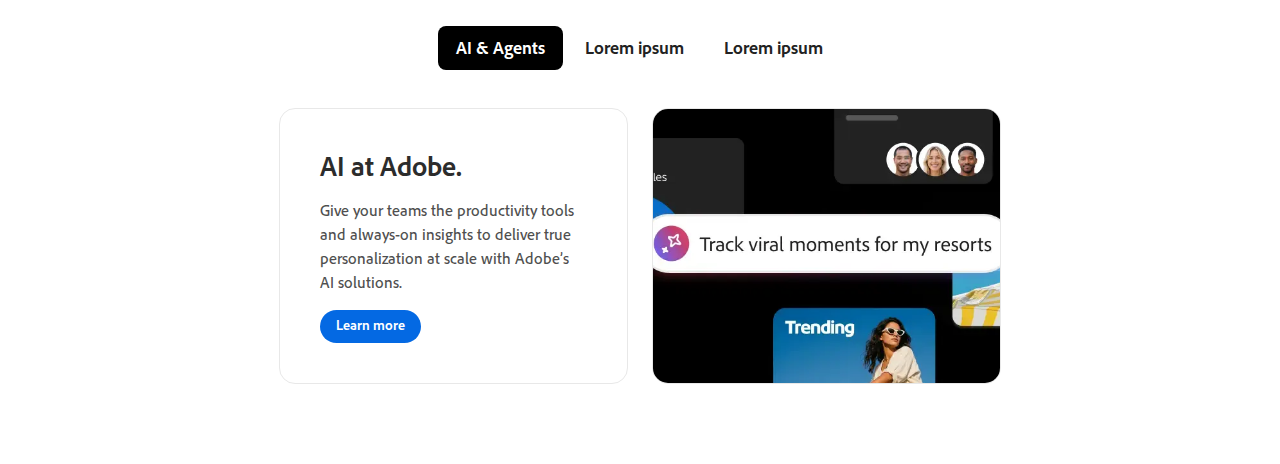 AI & Agents
Lorem ipsum
Lorem ipsum
AI at Adobe.
Give your teams the productivity tools
and always-on insights to deliver true
personalization at scale with Adobe's
AI solutions.
Learn more
les
Track viral moments for my resorts
Trending